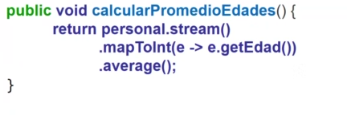 public void calcularPromedioEdades() {
return personal.stream()
.mapToInt(e -> e.getEdad())
.average();
}